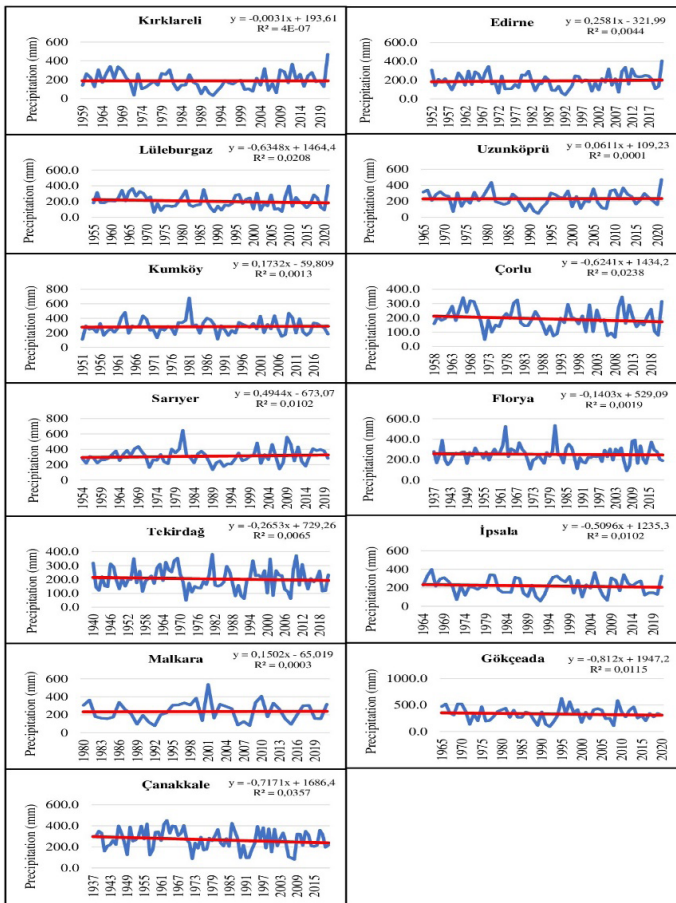 Kırklareli
y = -0,0031x + 193,61
R² = 4E-07
Precipitation (mm)
600
400
200
0
1959 1964 1969 1974 1979 1984 1989 1994 1999 2004 2009 2014 2019
Edirne
y = 0,2581x - 321,99
R² = 0,0044
Precipitation (mm)
600.0
400.0
200.0
0.0
1952 1957 1962 1967 1972 1977 1982 1987 1992 1997 2002 2007 2012 2017
Lüleburgaz
y = -0,6348x + 1464,4
R² = 0,0208
Precipitation (mm)
600.0
400.0
200.0
0.0
1955 1960 1965 1970 1975 1980 1985 1990 1995 2000 2005 2010 2015 2020
Uzunköprü
y = 0,0611x + 109,23
R² = 0,0001
Precipitation (mm)
600
400
200
0
1965 1970 1975 1980 1985 1990 1995 2000 2005 2010 2015 2020
Kumköy
y = 0,1732x - 59,809
R² = 0,0013
Precipitation (mm)
800
600
400
200
0
1951 1956 1961 1966 1971 1976 1981 1986 1991 1996 2001 2006 2011 2016
Çorlu
y = -0,6241x + 1434,2
R² = 0,0238
Precipitation (mm)
400.0
300.0
200.0
100.0
0.0
1958 1963 1968 1973 1978 1983 1988 1993 1998 2003 2008 2013 2018
Sarıyer
y = 0,4944x - 673,07
R² = 0,0102
Precipitation (mm)
800
600
400
200
0
1954 1959 1964 1969 1974 1979 1984 1989 1994 1999 2004 2009 2014 2019
Florya
y = -0,1403x + 529,09
R² = 0,0019
Precipitation (mm)
600.0
400.0
200.0
0.0
1937 1943 1949 1955 1961 1967 1973 1979 1985 1991 1997 2003 2009 2015
Tekirdağ
y = -0,2653x + 729,26
R² = 0,0065
Precipitation (mm)
400.0
300.0
200.0
100.0
0.0
1940 1946 1952 1958 1964 1970 1976 1982 1988 1994 2000 2006 2012 2018
İpsala
y = -0,5096x + 1235,3
R² = 0,0102
Precipitation (mm)
600
400
200
0
1964 1969 1974 1979 1984 1989 1994 1999 2004 2009 2014 2019
Malkara
y = 0,1502x - 65,019
R² = 0,0003
Precipitation (mm)
600
400
200
0
1980 1983 1986 1989 1992 1995 1998 2001 2004 2007 2010 2013 2016 2019
Gökçeada
y = -0,812x + 1947,2
R² = 0,0115
Precipitation (mm)
1000.0
500.0
0.0
1965 1970 1975 1980 1985 1990 1995 2000 2005 2010 2015 2020
Çanakkale
y = -0,7171x + 1686,4
R² = 0,0357
Precipitation (mm)
600.0
400.0
200.0
0.0
1937 1943 1949 1955 1961 1967 1973 1979 1985 1991 1997 2003 2009 2015